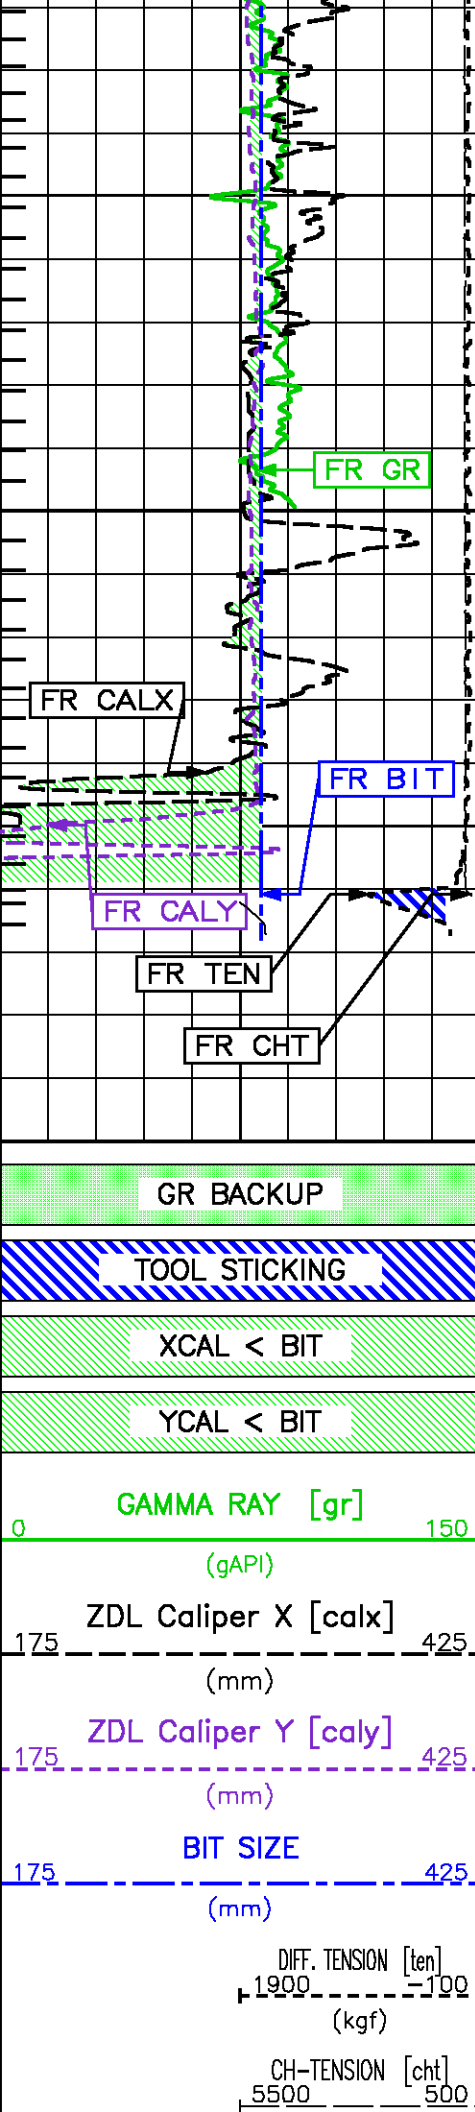 FR GR
FR CALX
FR BIT
FR CALY
FR TEN
FR CHT
GR BACKUP
TOOL STICKING
XCAL < BIT
YCAL < BIT
GAMMA RAY [gr]
0 150
(gAPI)
ZDL Caliper X [calx]
175 425
(mm)
ZDL Caliper Y [caly]
175 425
(mm)
BIT SIZE
175 425
(mm)
DIFF. TENSION [ten]
1900 -100
(kgf)
CH-TENSION [cht]
5500 500